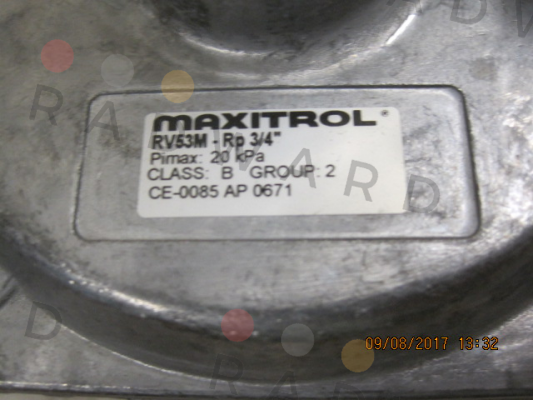 MAXITROL®
RV53M - Rp 3/4"
Pimax: 20 kPa
CLASS: B GROUP: 2
CE-0085 AP 0671
09/08/2017 13:32